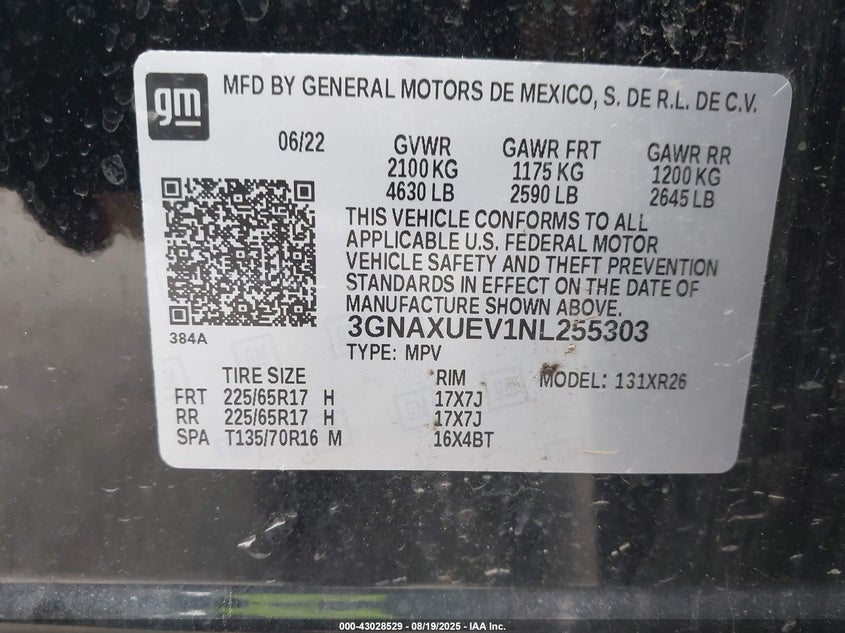 gm
MFD BY GENERAL MOTORS DE MEXICO, S. DE R.L. DE C.V.
06/22 GVWR GAWR FRT GAWR RR
2100 KG 1175 KG 1200 KG
4630 LB 2590 LB 2645 LB
THIS VEHICLE CONFORMS TO ALL
APPLICABLE U.S. FEDERAL MOTOR
VEHICLE SAFETY AND THEFT PREVENTION
STANDARDS IN EFFECT ON THE DATE OF
MANUFACTURE SHOWN ABOVE.
384A
3GNAXUEV1NL255303
TYPE: MPV
TIRE SIZE RIM MODEL: 131XR26
FRT 225/65R17 H 17X7J
RR 225/65R17 H 17X7J
SPA T135/70R16 M 16X4BT
000-43028529 - 08/19/2025 - IAA Inc.